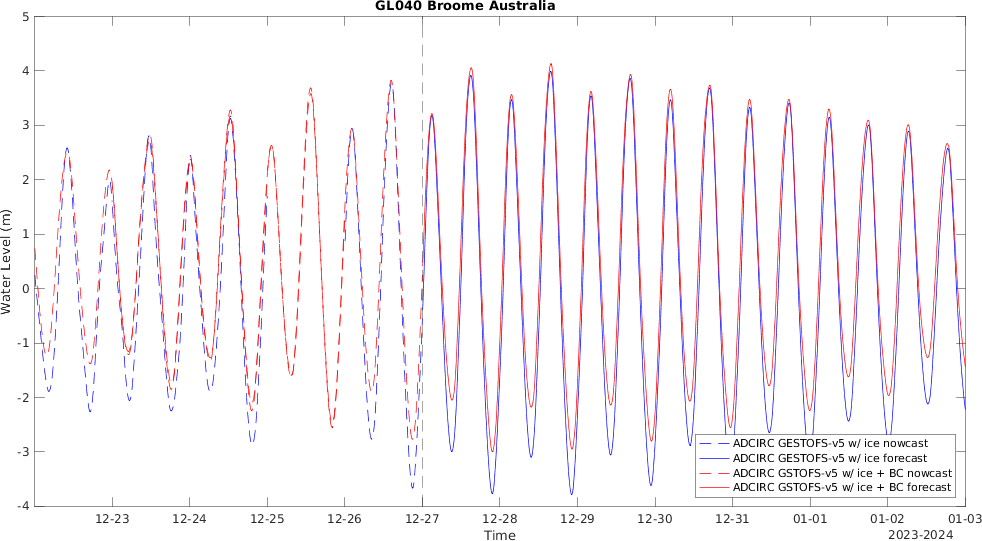 GL040 Broome Australia
5
4
3
2
1
0
-1
-2
-3
-4
Water Level (m)
ADCIRC GESTOFS-v5 w/ ice nowcast
ADCIRC GESTOFS-v5 w/ ice forecast
ADCIRC GSTOFS-v5 w/ ice + BC nowcast
ADCIRC GSTOFS-v5 w/ ice + BC forecast
12-23 12-24 12-25 12-26 12-27 12-28 12-29 12-30 12-31 01-01 01-02 01-03
Time
2023-2024